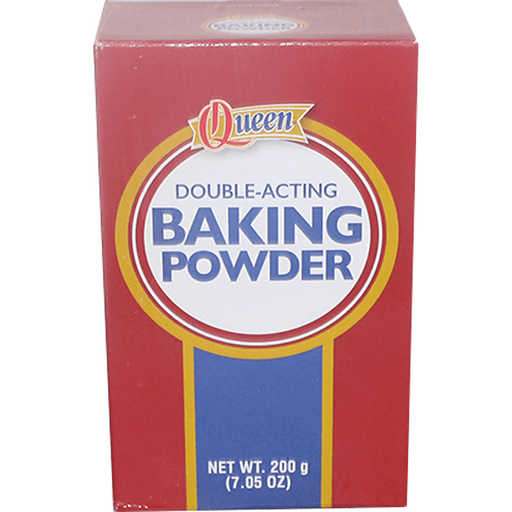 Queen
DOUBLE-ACTING
BAKING
POWDER
NET WT. 200 g
(7.05 OZ)